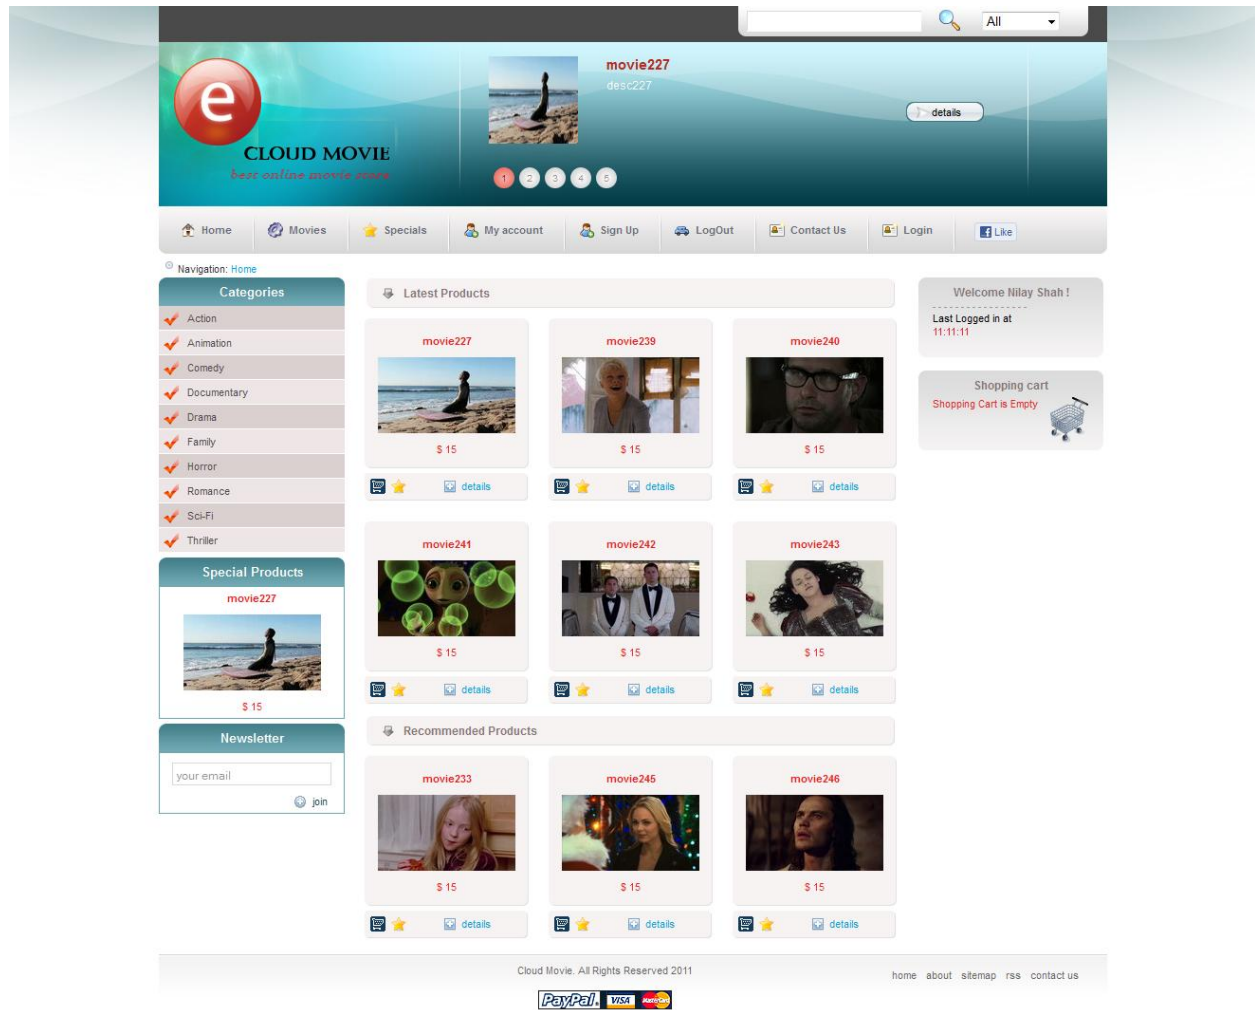 All
e
CLOUD MOVIE
best online movie store
movie227
desc227
details
1 2 3 4 5
Home Movies Specials My account Sign Up LogOut Contact Us Login Like
Navigation: Home
Categories
Action
Animation
Comedy
Documentary
Drama
Family
Horror
Romance
Sci-Fi
Thriller
Special Products
movie227
$ 15
Newsletter
your email
join
Latest Products
movie227 movie239 movie240
$ 15 $ 15 $ 15
details details details
movie241 movie242 movie243
$ 15 $ 15 $ 15
details details details
Recommended Products
movie233 movie245 movie246
$ 15 $ 15 $ 15
details details details
Welcome Nilay Shah !
Last Logged in at
11:11:11
Shopping cart
Shopping Cart is Empty
Cloud Movie. All Rights Reserved 2011
home about sitemap rss contact us
PayPal. VISA MasterCard